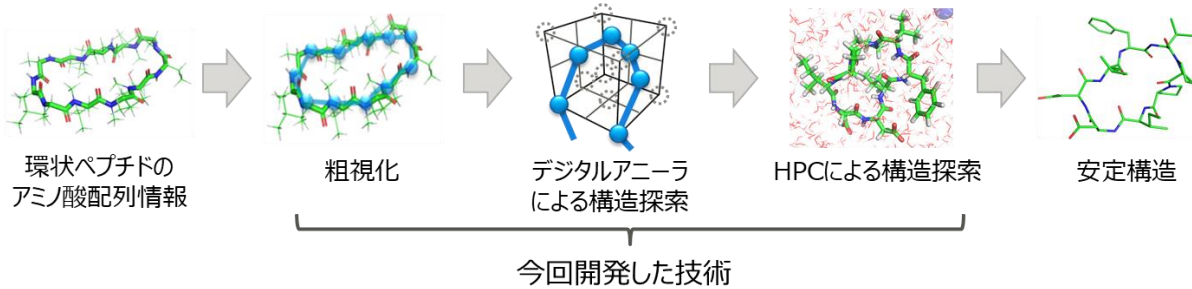 環状ペプチドの
アミノ酸配列情報
粗視化
デジタルアニーラ
による構造探索
HPCによる構造探索
安定構造
今回開発した技術